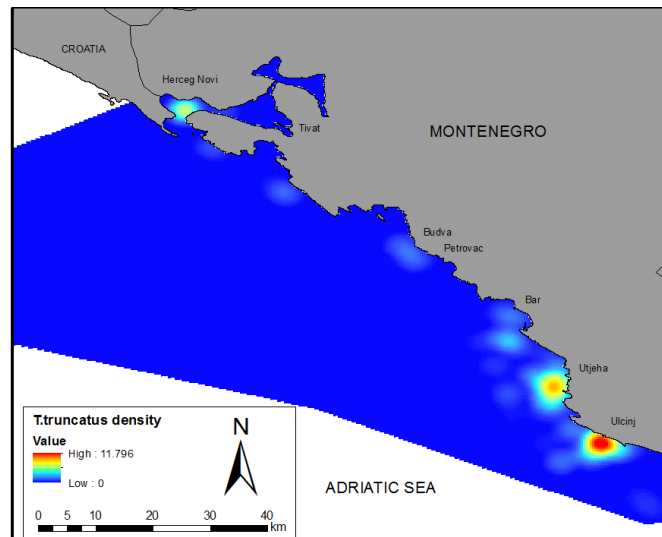 CROATIA
Herceg Novi
Tivat
MONTENEGRO
Budva
Petrovac
Bar
Utjeha
Ulcinj
T.truncatus density
Value
High : 11.796
Low : 0
N
ADRIATIC SEA
0 5 10 20 30 40
km